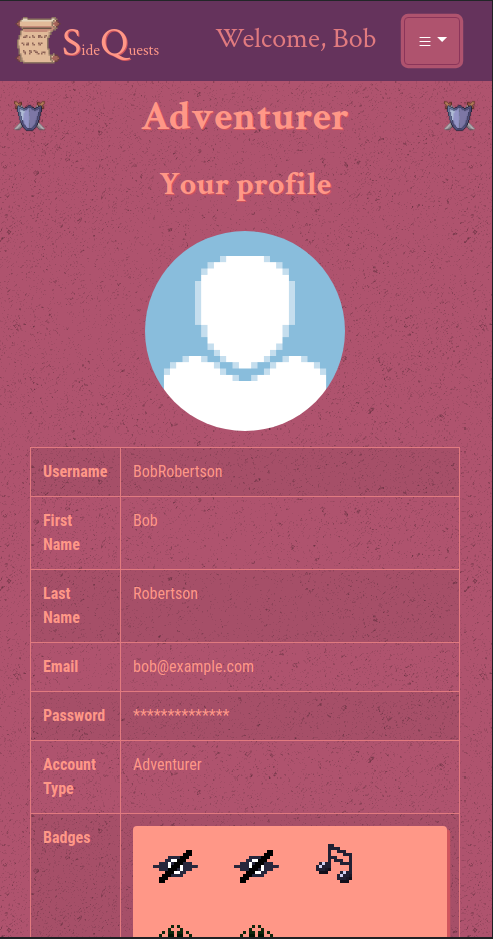 SideQuests
Welcome, Bob
Adventurer
Your profile
Username BobRobertson
First Bob
Name
Last Robertson
Name
Email bob@example.com
Password **************
Account Adventurer
Type
Badges